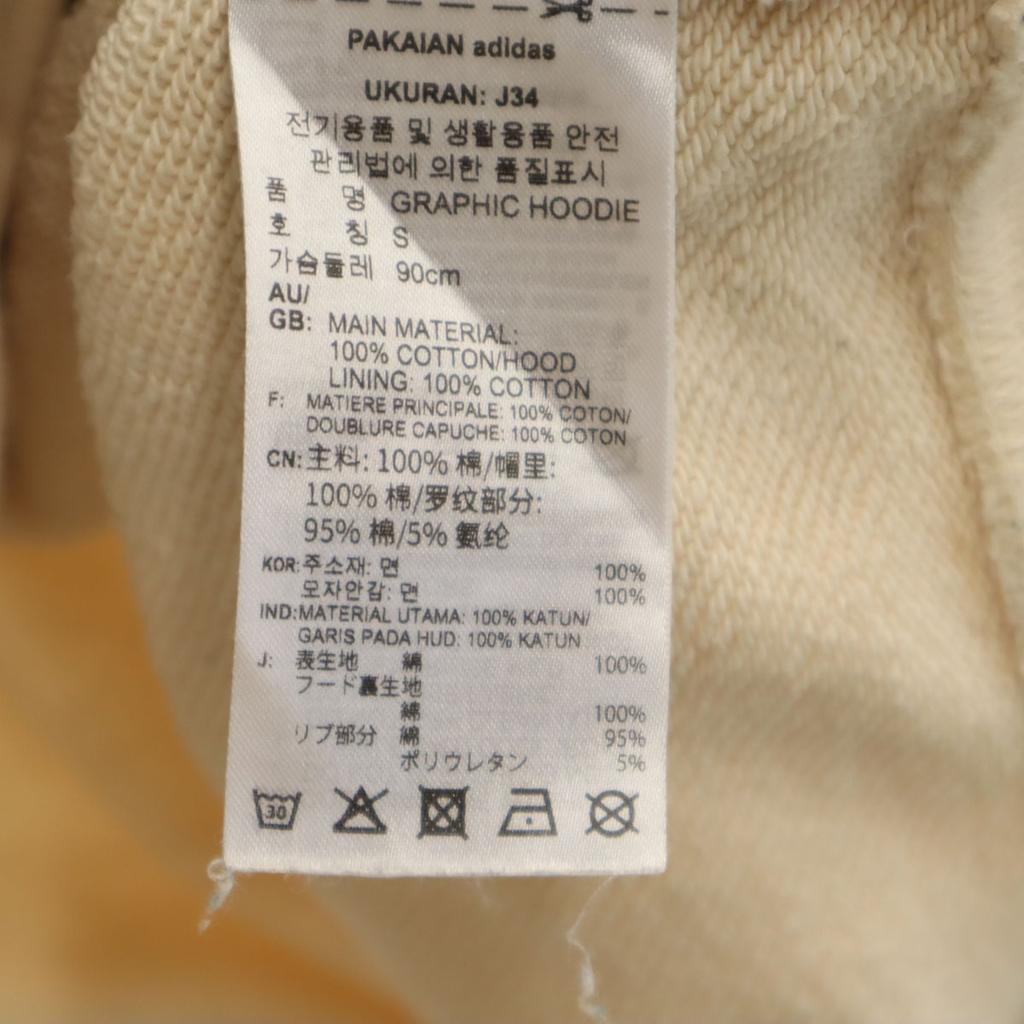 PAKAIAN adidas
UKURAN: J34
전기용품 및 생활용품 안전
관리법에 의한 품질표시
품 명 GRAPHIC HOODIE
호 칭 S
가슴둘레 90cm
AU/
GB: MAIN MATERIAL:
100% COTTON/HOOD
LINING: 100% COTTON
F: MATIERE PRINCIPALE: 100% COTON/
DOUBLURE CAPUCHE: 100% COTON
CN: 主料: 100% 棉/帽里:
100% 棉/罗纹部分:
95% 棉/5% 氨纶
KOR: 주소재: 면 100%
모자안감: 면 100%
IND: MATERIAL UTAMA: 100% KATUN/
GARIS PADA HUD: 100% KATUN
J: 表生地 綿 100%
フード裏生地
綿 100%
リブ部分 綿 95%
ポリウレタン 5%
30